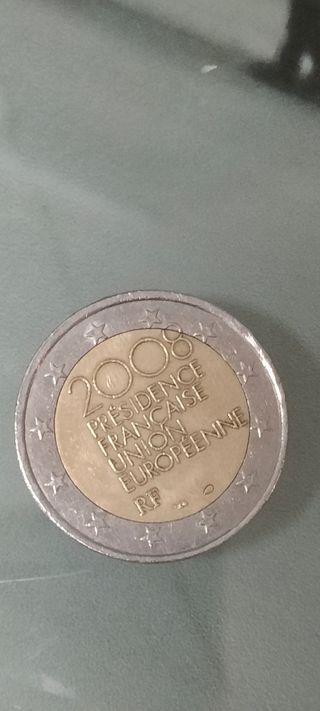 2008
PRÉSIDENCE
FRANÇAISE
UNION
EUROPÉENNE
RF